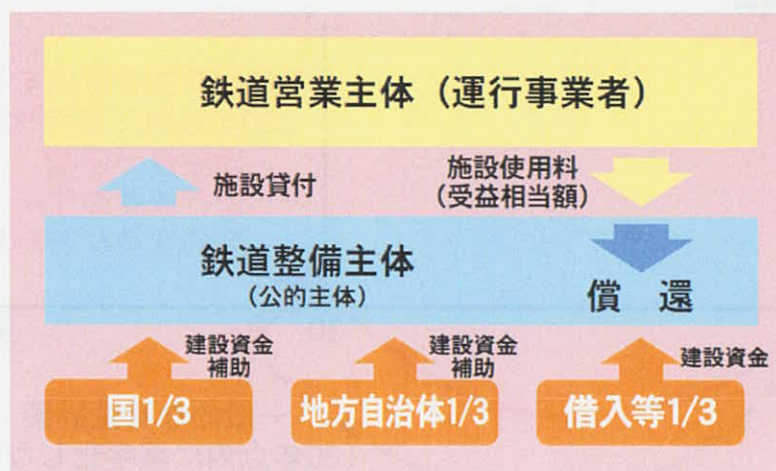 鉄道営業主体（運行事業者）
施設貸付
施設使用料
（受益相当額）
鉄道整備主体
（公的主体）
償　還
建設資金
補助
建設資金
補助
建設資金
国1/3
地方自治体1/3
借入等1/3